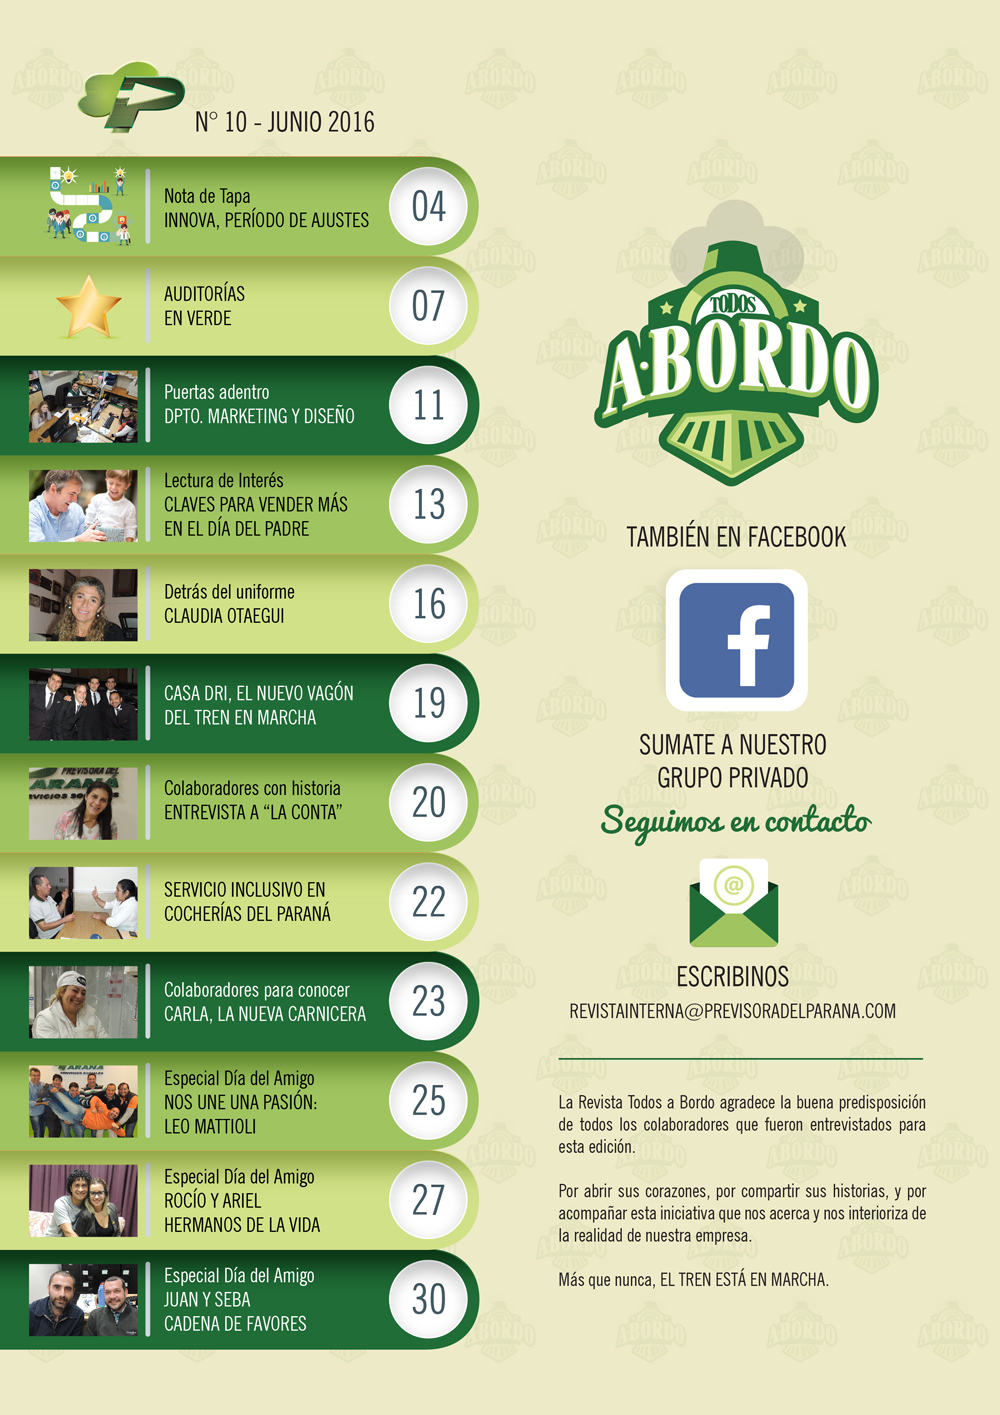 N° 10 - JUNIO 2016
Nota de Tapa
INNOVA, PERÍODO DE AJUSTES
04
AUDITORÍAS
EN VERDE
07
Puertas adentro
DPTO. MARKETING Y DISEÑO
11
Lectura de Interés
CLAVES PARA VENDER MÁS
EN EL DÍA DEL PADRE
13
Detrás del uniforme
CLAUDIA OTAEGUI
16
CASA DRI, EL NUEVO VAGÓN
DEL TREN EN MARCHA
19
PREVISORA DEL
Colaboradores con historia
ENTREVISTA A “LA CONTA”
20
SERVICIO INCLUSIVO EN
COCHERÍAS DEL PARANÁ
22
Colaboradores para conocer
CARLA, LA NUEVA CARNICERA
23
Especial Día del Amigo
NOS UNE UNA PASIÓN:
LEO MATTIOLI
25
Especial Día del Amigo
ROCÍO Y ARIEL
HERMANOS DE LA VIDA
27
Especial Día del Amigo
JUAN Y SEBA
CADENA DE FAVORES
30
TODOS
A·BORDO
TAMBIÉN EN FACEBOOK
f
SUMATE A NUESTRO
GRUPO PRIVADO
Seguimos en contacto
@
ESCRIBINOS
REVISTAINTERNA@PREVISORADELPARANA.COM
La Revista Todos a Bordo agradece la buena predisposición
de todos los colaboradores que fueron entrevistados para
esta edición.
Por abrir sus corazones, por compartir sus historias, y por
acompañar esta iniciativa que nos acerca y nos interioriza de
la realidad de nuestra empresa.
Más que nunca, EL TREN ESTÁ EN MARCHA.